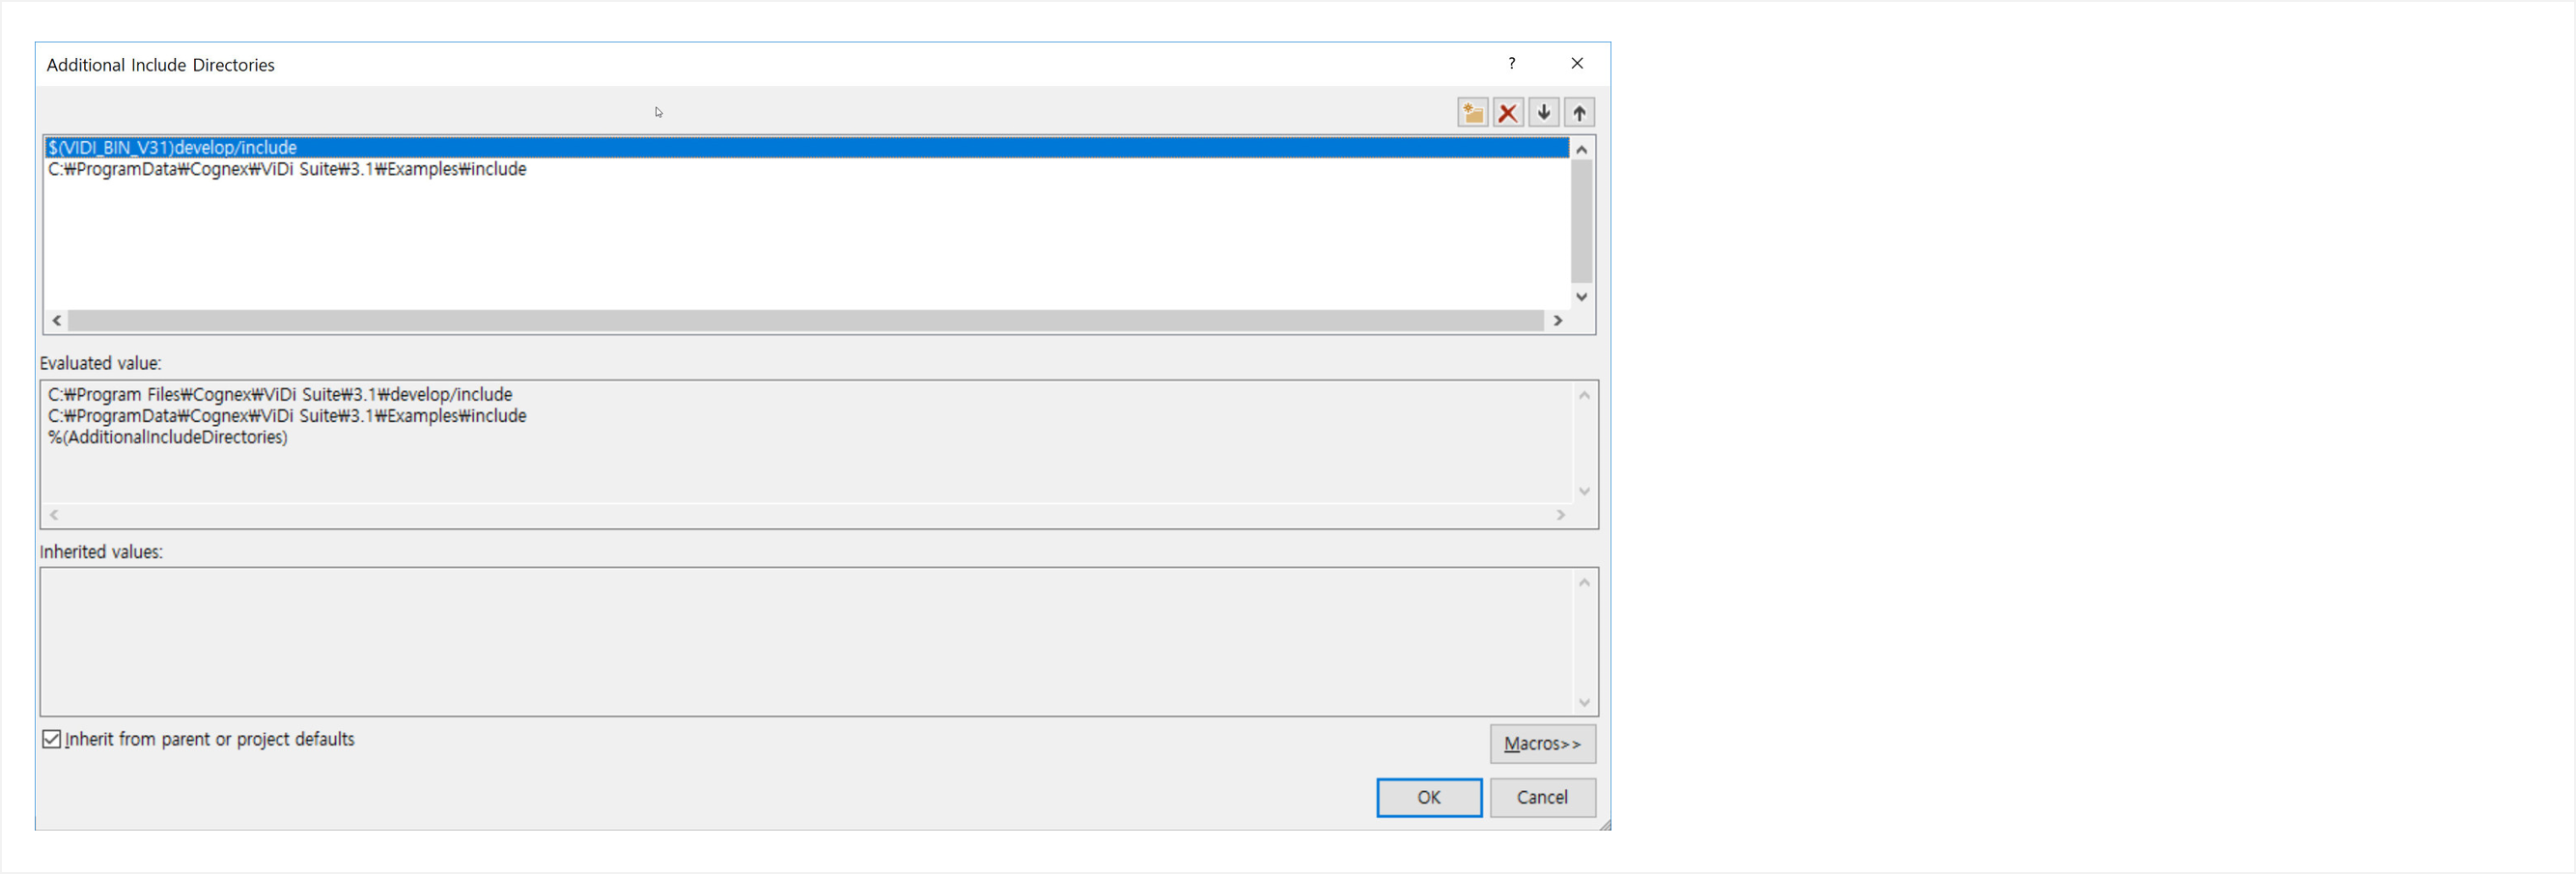 Additional Include Directories
?
$(VIDI_BIN_V31)develop/include
C:₩ProgramData₩Cognex₩ViDi Suite₩3.1₩Examples₩include
Evaluated value:
C:₩Program Files₩Cognex₩ViDi Suite₩3.1₩develop/include
C:₩ProgramData₩Cognex₩ViDi Suite₩3.1₩Examples₩include
%(AdditionalIncludeDirectories)
Inherited values:
Inherit from parent or project defaults
Macros>>
OK
Cancel